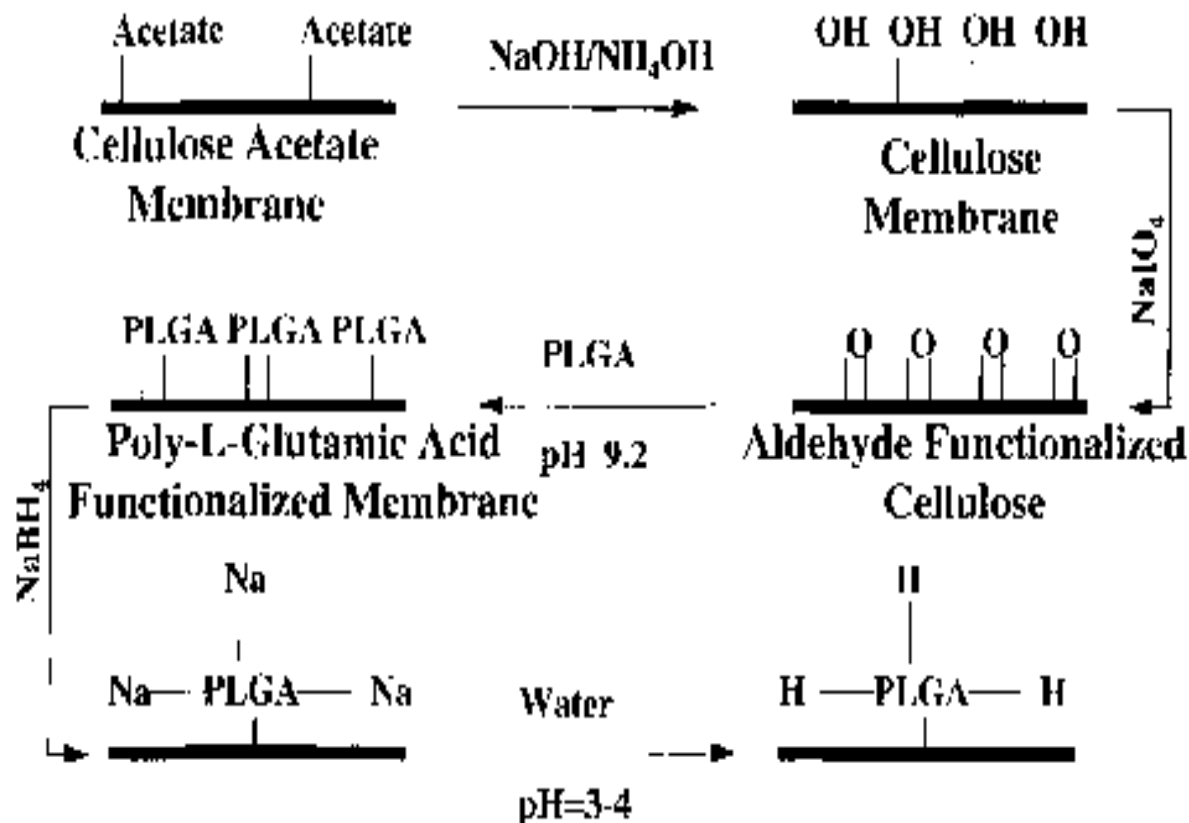 Acetate Acetate
NaOH/NH₄OH
OH OH OH OH
Cellulose Acetate
Membrane
Cellulose
Membrane
NaIO₄
PLGA PLGA PLGA
PLGA
O O O O
Poly-L-Glutamic Acid
Functionalized Membrane
pH 9.2
Aldehyde Functionalized
Cellulose
NaBH₄
Na
Na PLGA Na
Water
pH=3-4
H
H PLGA H